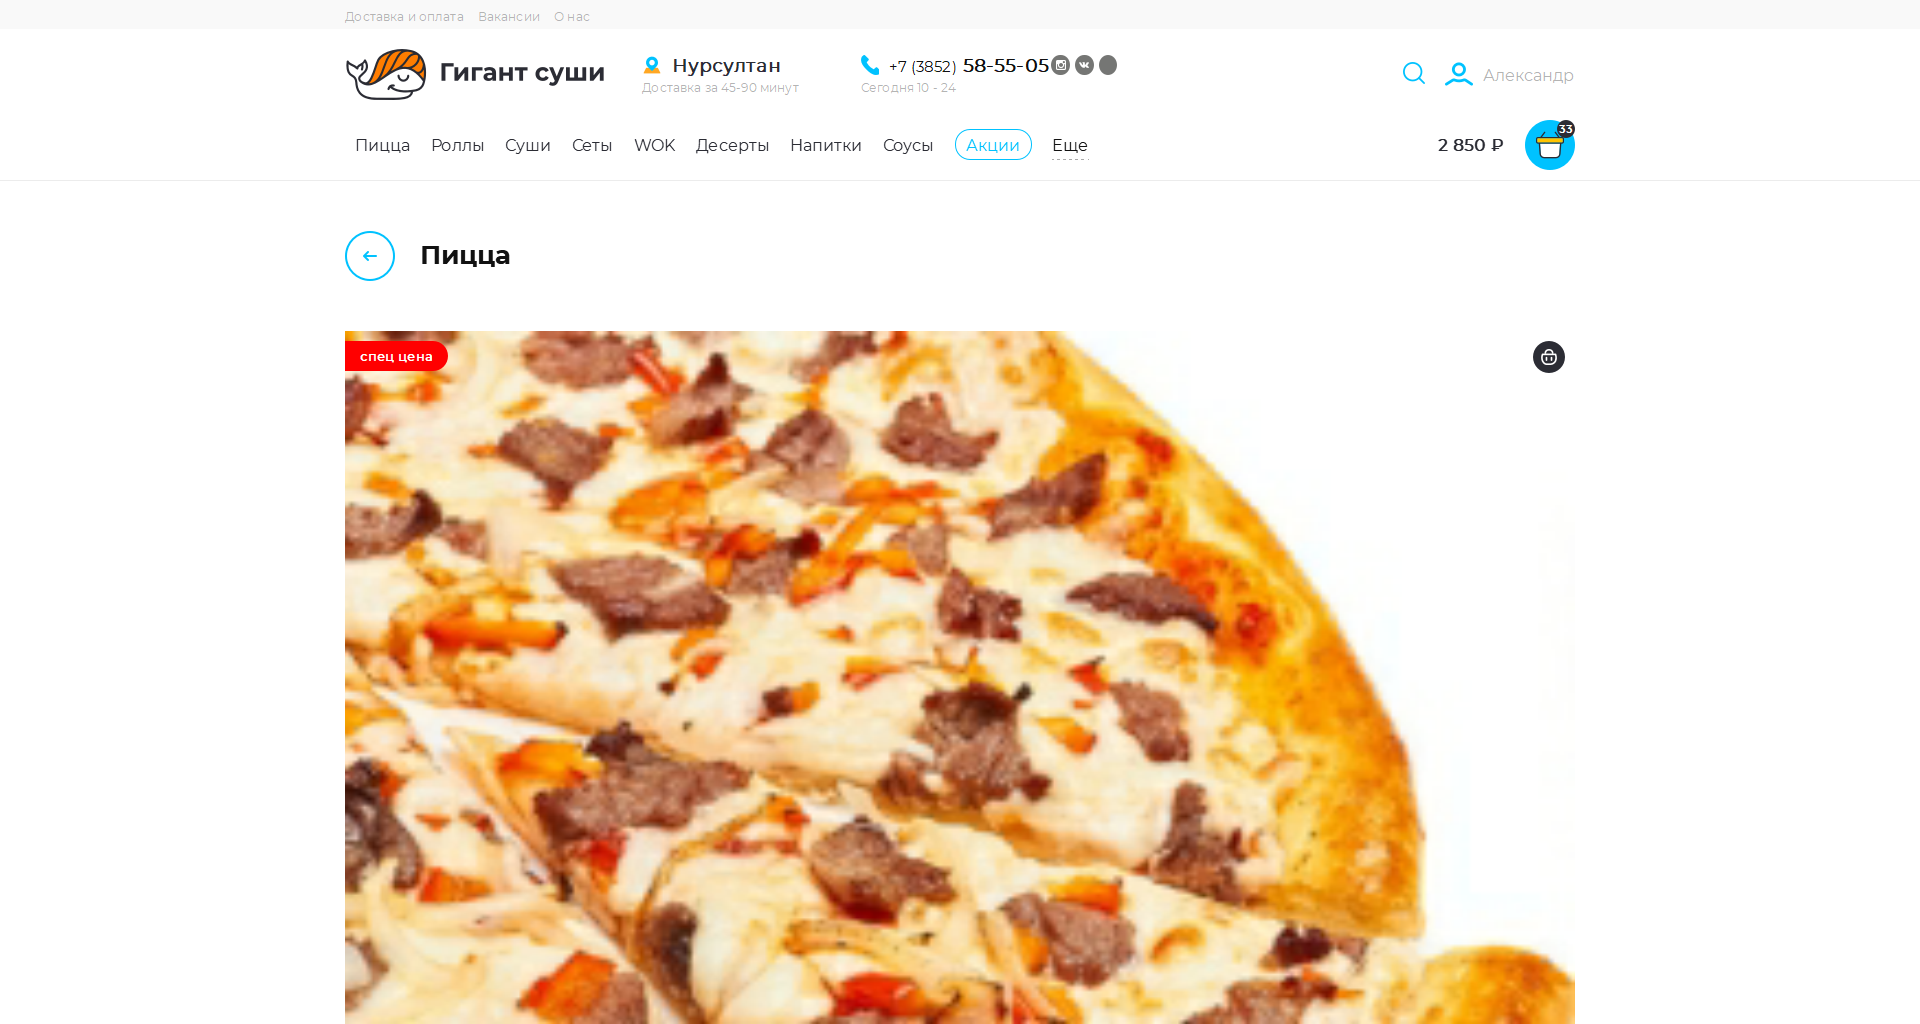 Доставка и оплата Вакансии О нас
Гигант суши
Нурсултан
Доставка за 45-90 минут
+7 (3852) 58-55-05
Сегодня 10 - 24
Александр
Пицца Роллы Суши Сеты WOK Десерты Напитки Соусы Акции Еще
2 850 ₽
33
Пицца
спец цена